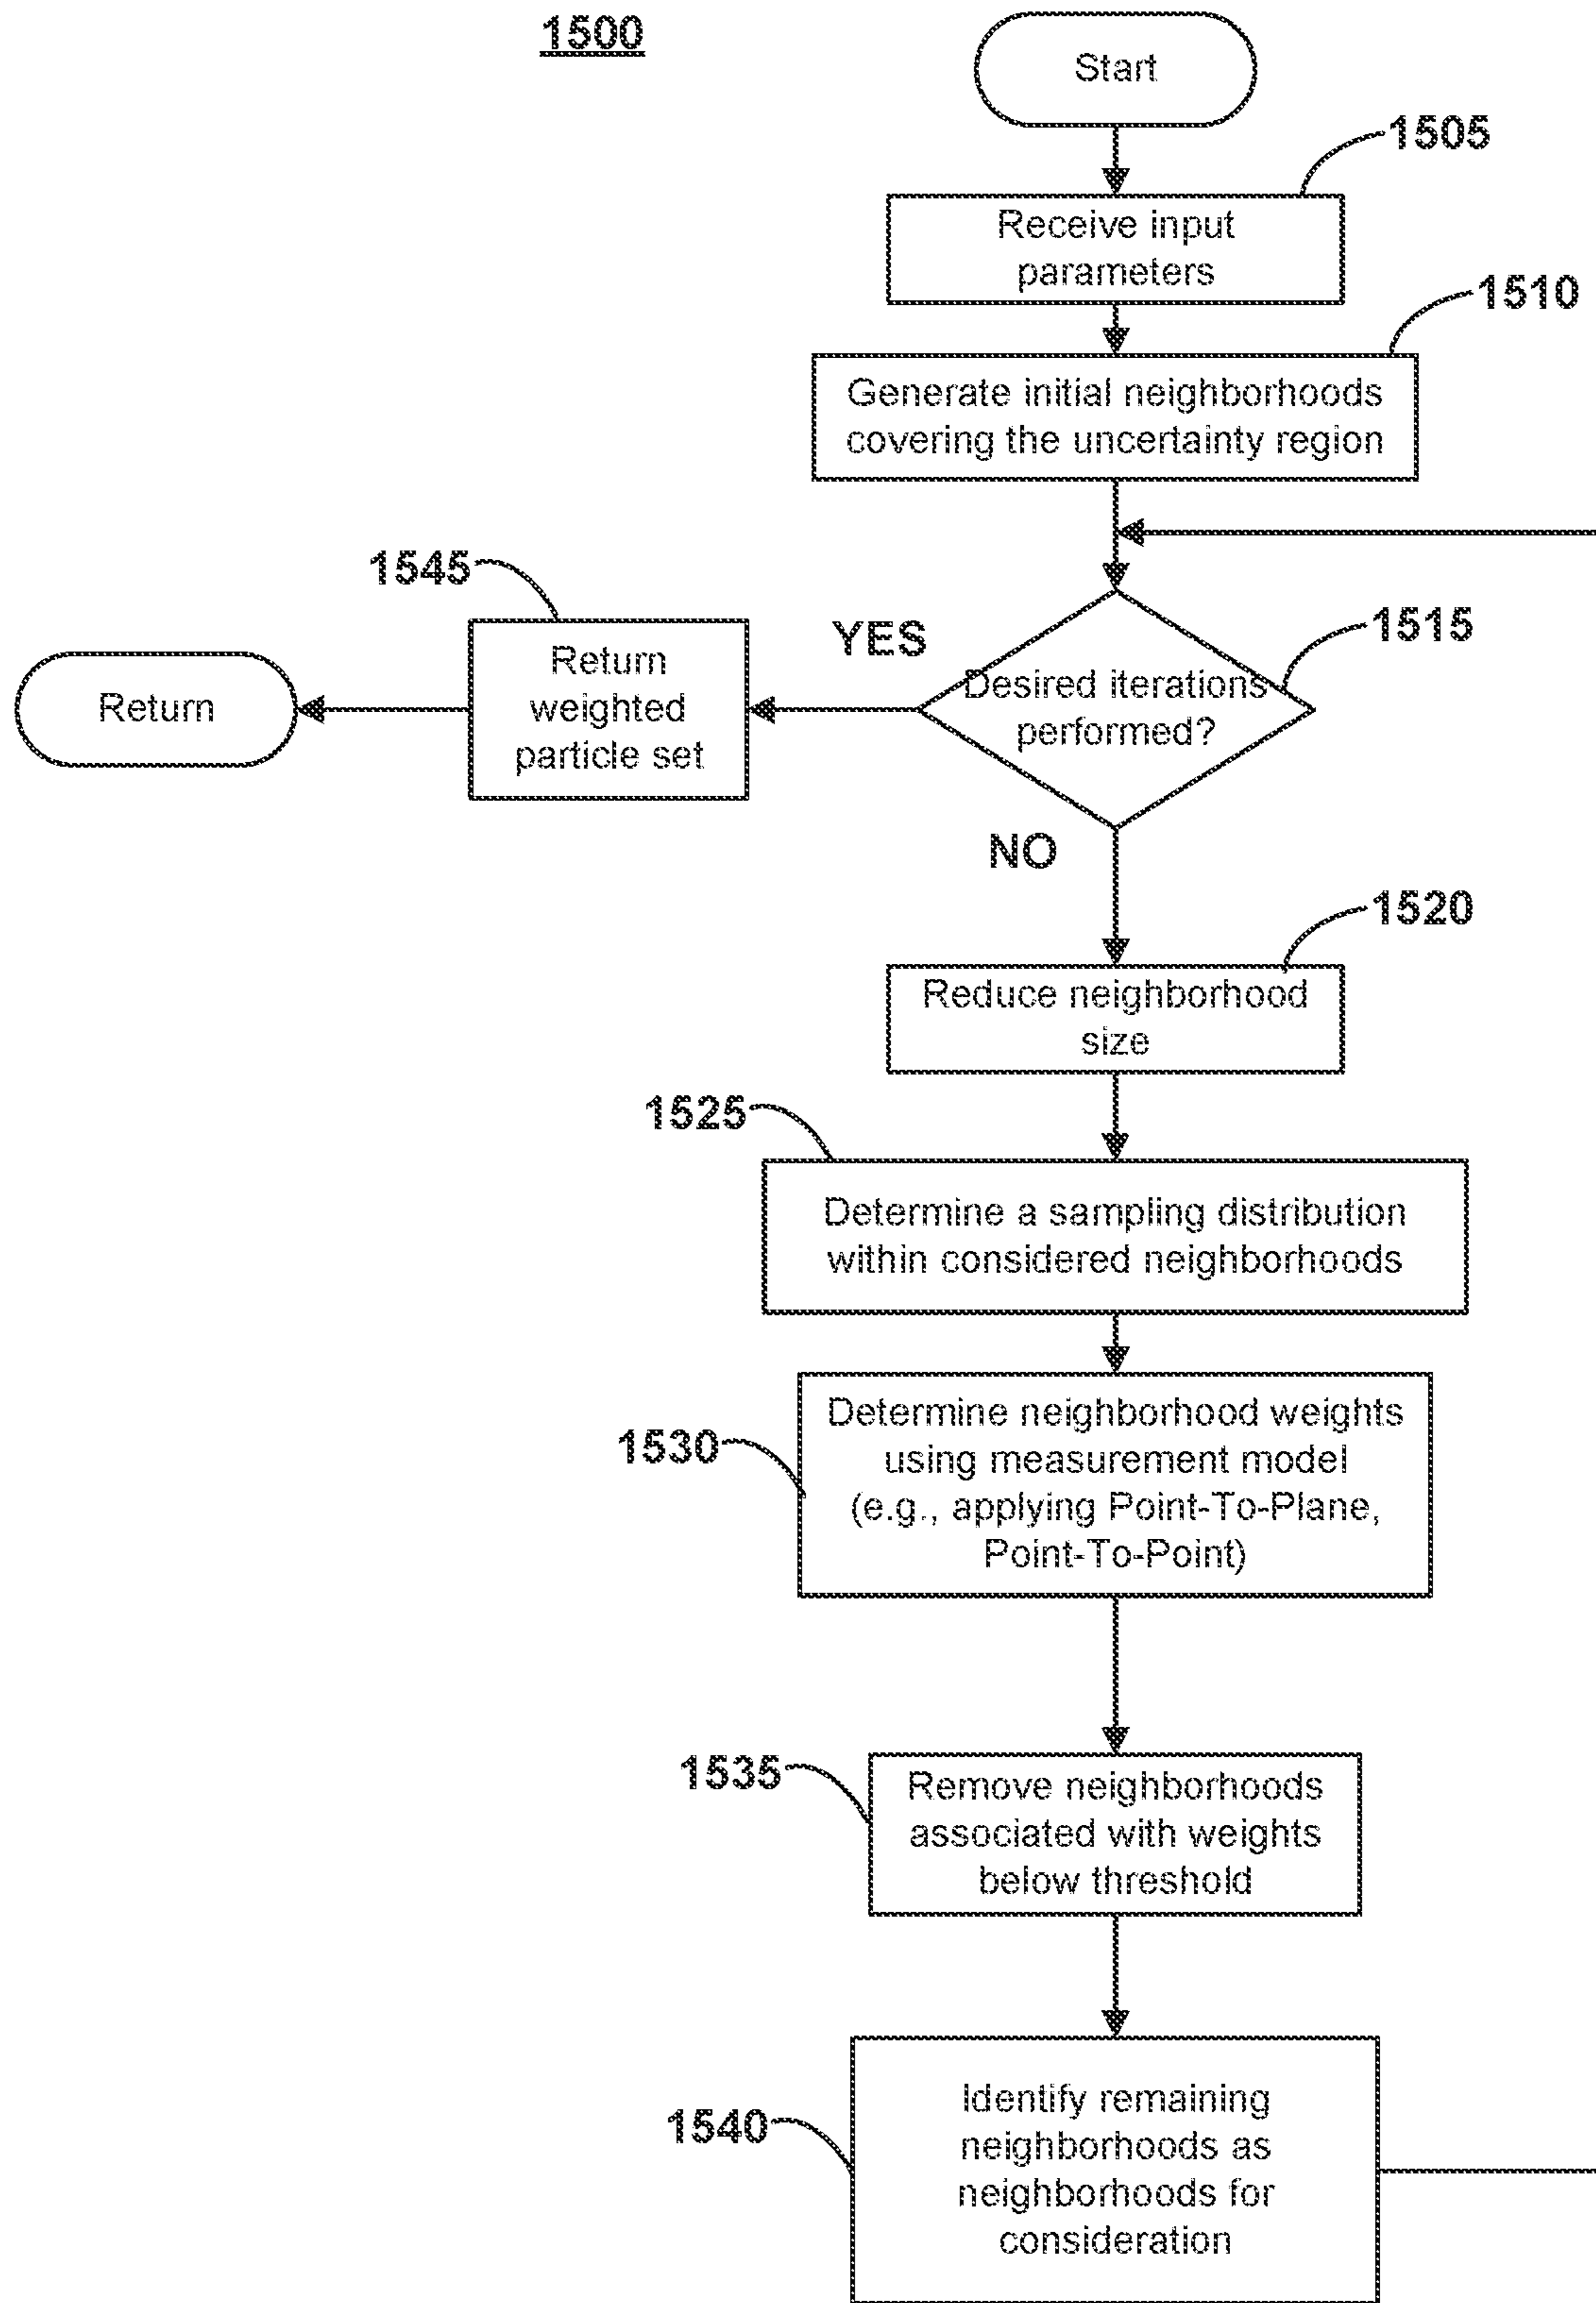 1500
Start
1505
Receive input
parameters
1510
Generate initial neighborhoods
covering the uncertainty region
1545
YES
1515
Return
Return
weighted
particle set
Desired iterations
performed?
NO
1520
Reduce neighborhood
size
1525
Determine a sampling distribution
within considered neighborhoods
1530
Determine neighborhood weights
using measurement model
(e.g., applying Point-To-Plane,
Point-To-Point)
1535
Remove neighborhoods
associated with weights
below threshold
1540
Identify remaining
neighborhoods as
neighborhoods for
consideration